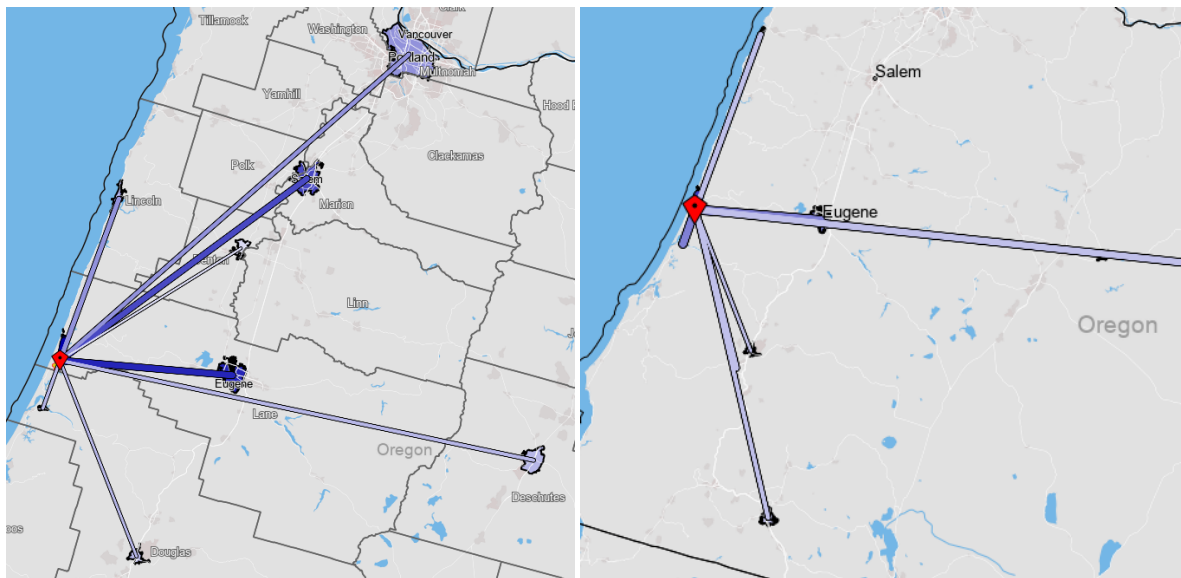 Tillamook
Clark
Washington
Vancouver
Portland
Multnomah
Yamhill
Clackamas
Polk
Salem
Marion
Lincoln
Benton
Linn
Eugene
Lane
Oregon
Deschutes
Douglas
Salem
Eugene
Oregon